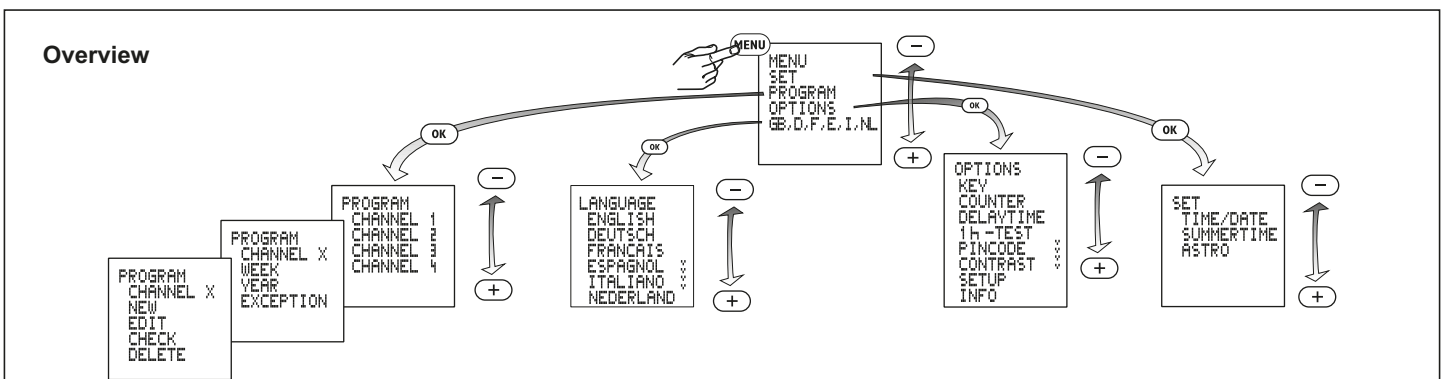 Overview
MENU
MENU
SET
PROGRAM
OPTIONS
GB,D,F,E,I,NL
−
+
OK
OK
OK
OK
PROGRAM
CHANNEL X
NEW
EDIT
CHECK
DELETE
PROGRAM
CHANNEL X
WEEK
YEAR
EXCEPTION
PROGRAM
CHANNEL 1
CHANNEL 2
CHANNEL 3
CHANNEL 4
−
+
LANGUAGE
ENGLISH
DEUTSCH
FRANCAIS
ESPAGNOL
ITALIANO
NEDERLAND
−
+
OPTIONS
KEY
COUNTER
DELAYTIME
1h-TEST
PINCODE
CONTRAST
SETUP
INFO
−
+
SET
TIME/DATE
SUMMERTIME
ASTRO
−
+